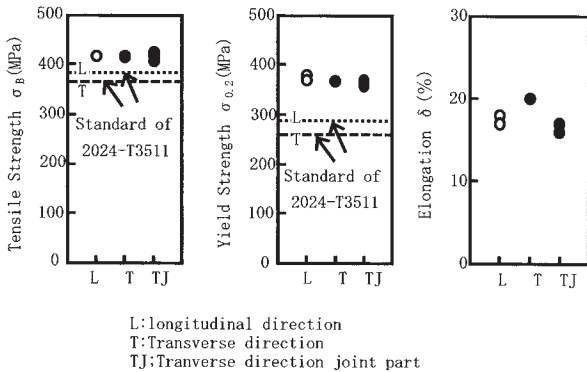 Tensile Strength σB(MPa)
500
400
300
200
100
0
L
T
Standard of
2024-T3511
L T TJ
Yield Strength σ0.2(MPa)
500
400
300
200
100
0
L
T
Standard of
2024-T3511
L T TJ
Elongation δ (%)
30
20
10
0
L T TJ
L:longitudinal direction
T:Transverse direction
TJ;Tranverse direction joint part